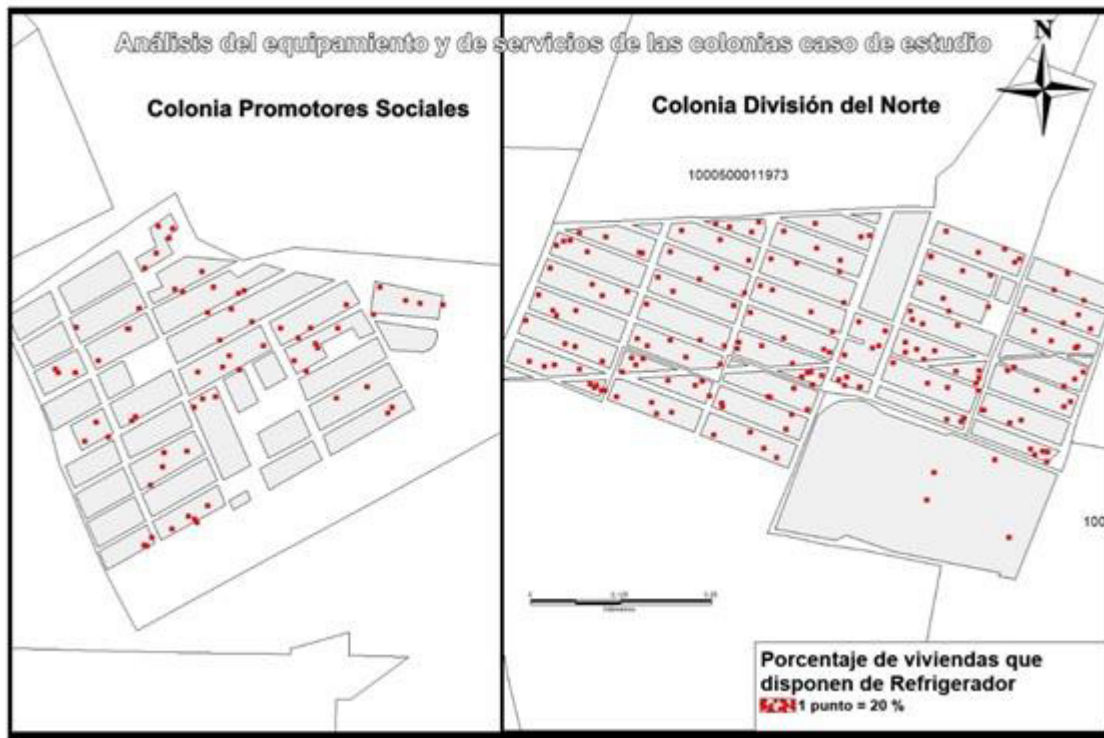 Análisis del equipamiento y de servicios de las colonias caso de estudio
N
Colonia Promotores Sociales
Colonia División del Norte
1000500011973
100
0
Porcentaje de viviendas que
disponen de Refrigerador
1 punto = 20 %